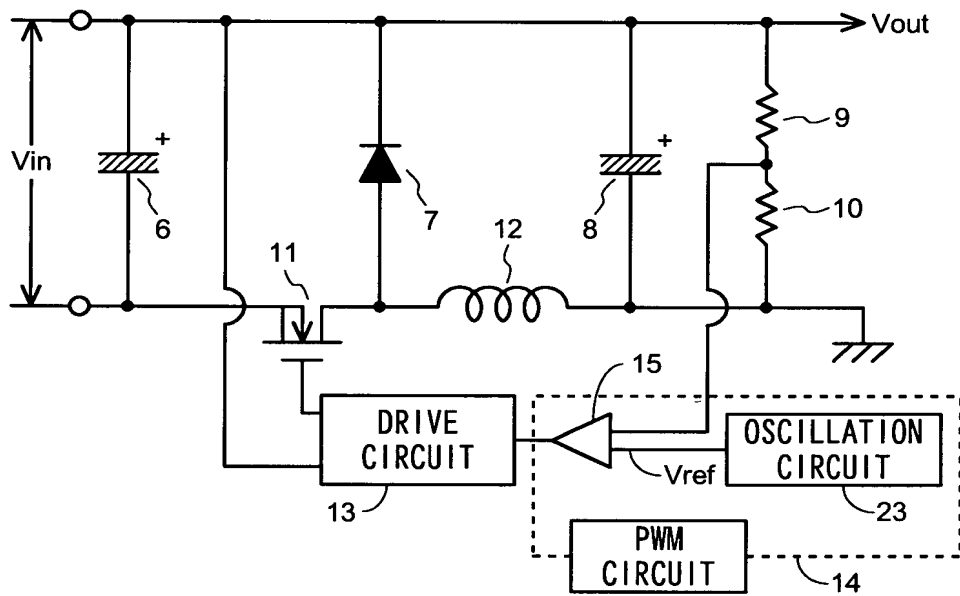 Vout
+
+
9
Vin
6
7
8
10
11
12
15
DRIVE
CIRCUIT
OSCILLATION
CIRCUIT
Vref
13
23
PWM
CIRCUIT
14